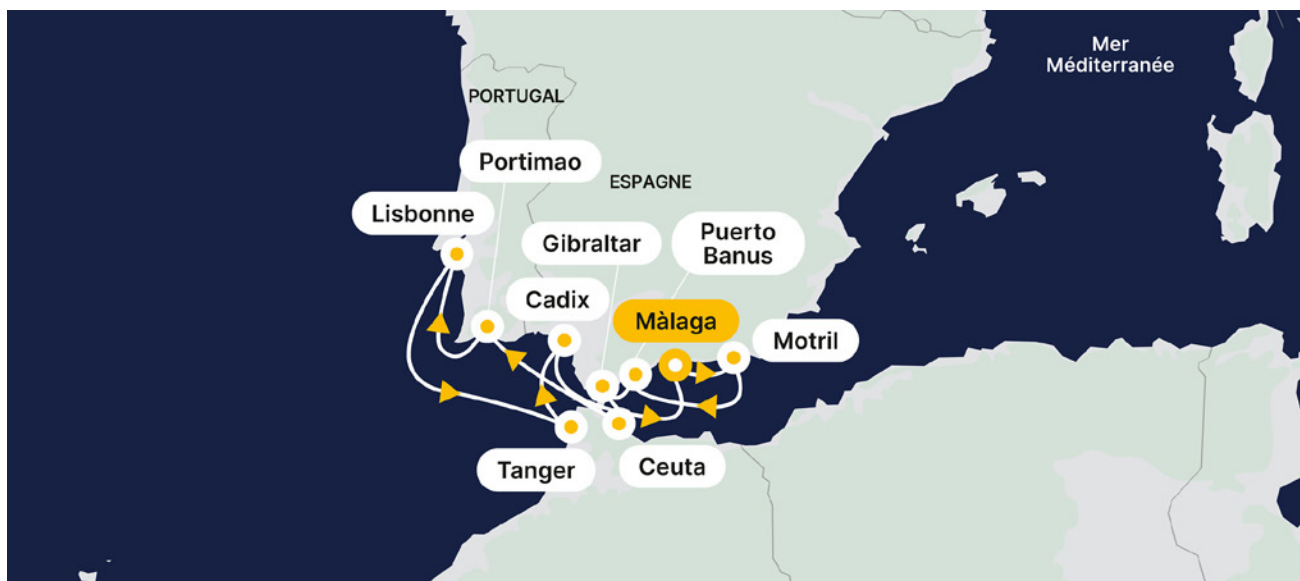 Mer
Méditerranée
PORTUGAL
Portimao
ESPAGNE
Lisbonne
Gibraltar
Puerto
Banus
Cadix
Màlaga
Motril
Tanger
Ceuta